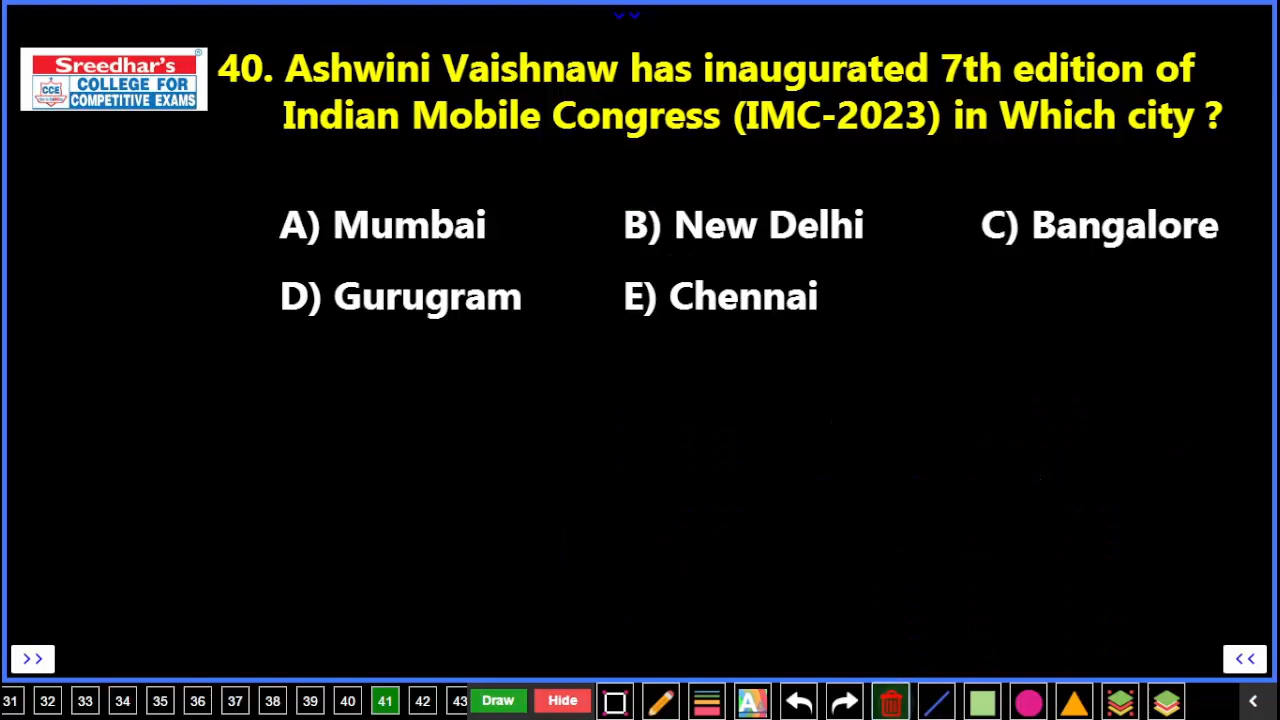 Sreedhar's
CCE
COLLEGE FOR
COMPETITIVE EXAMS
®
40. Ashwini Vaishnaw has inaugurated 7th edition of
Indian Mobile Congress (IMC-2023) in Which city ?
A) Mumbai B) New Delhi C) Bangalore
D) Gurugram E) Chennai
>> <<
31 32 33 34 35 36 37 38 39 40 41 42 43 Draw Hide A <